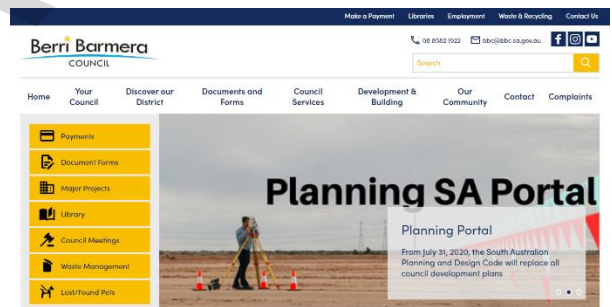 Make a Payment Libraries Employment Waste & Recycling Contact Us
Berri Barmera
COUNCIL
08 8582 1922 bbc@bbc.sa.gov.au
Search
Home Your Council Discover our District Documents and Forms Council Services Development & Building Our Community Contact Complaints
Payments
Document Forms
Major Projects
Library
Council Meetings
Waste Management
Lost/Found Pets
Planning SA Portal
Planning Portal
From July 31, 2020, the South Australian
Planning and Design Code will replace all
council development plans